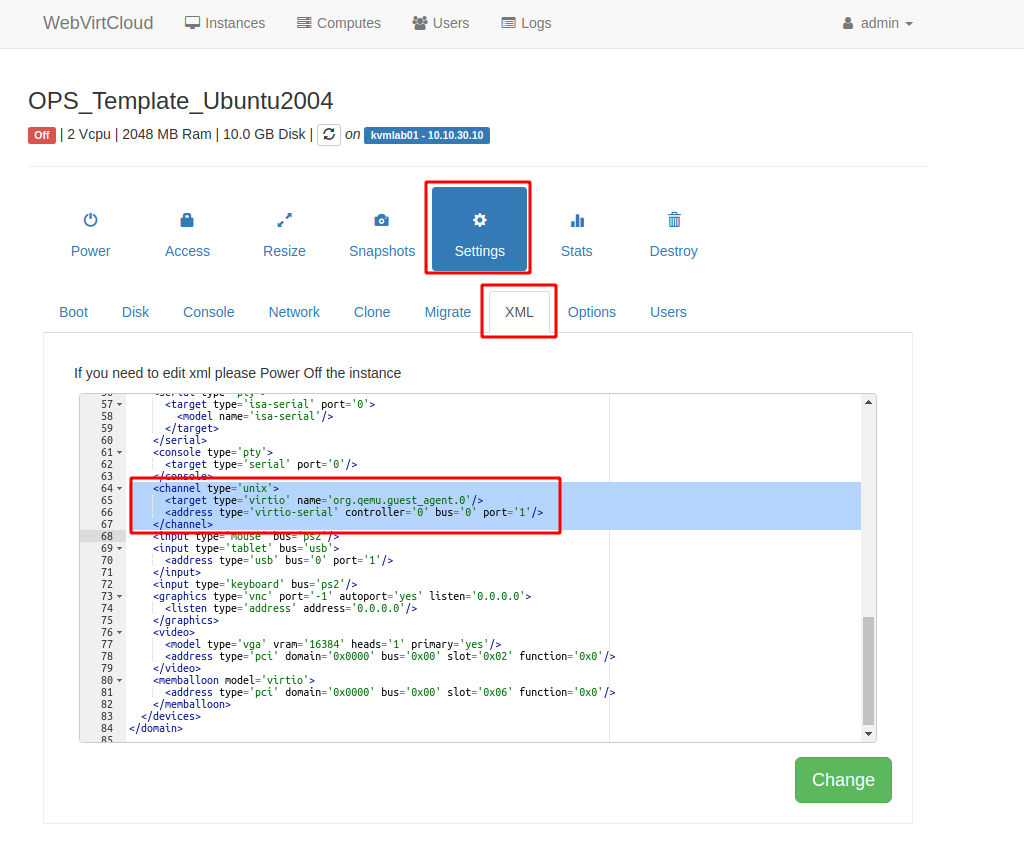 WebVirtCloud Instances Computes Users Logs admin
OPS_Template_Ubuntu2004
Off | 2 Vcpu | 2048 MB Ram | 10.0 GB Disk | on kvmlab01 - 10.10.30.10
Power Access Resize Snapshots Settings Stats Destroy
Boot Disk Console Network Clone Migrate XML Options Users
If you need to edit xml please Power Off the instance
56 <serial type='pty'>
57 <target type='isa-serial' port='0'>
58 <model name='isa-serial'/>
59 </target>
60 </serial>
61 <console type='pty'>
62 <target type='serial' port='0'/>
63 </console>
64 <channel type='unix'>
65 <target type='virtio' name='org.qemu.guest_agent.0'/>
66 <address type='virtio-serial' controller='0' bus='0' port='1'/>
67 </channel>
68 <input type='mouse' bus='ps2'/>
69 <input type='tablet' bus='usb'>
70 <address type='usb' bus='0' port='1'/>
71 </input>
72 <input type='keyboard' bus='ps2'/>
73 <graphics type='vnc' port='-1' autoport='yes' listen='0.0.0.0'>
74 <listen type='address' address='0.0.0.0'/>
75 </graphics>
76 <video>
77 <model type='vga' vram='16384' heads='1' primary='yes'/>
78 <address type='pci' domain='0x0000' bus='0x00' slot='0x02' function='0x0'/>
79 </video>
80 <memballoon model='virtio'>
81 <address type='pci' domain='0x0000' bus='0x00' slot='0x06' function='0x0'/>
82 </memballoon>
83 </devices>
84 </domain>
85
Change